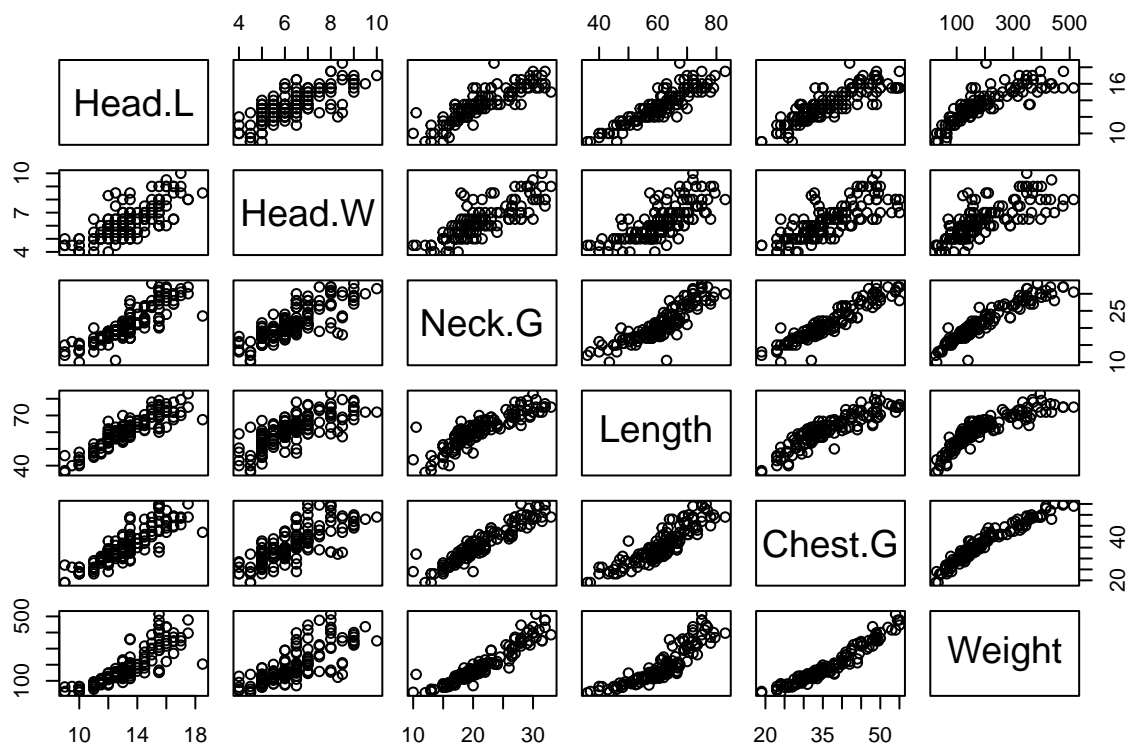 4 6 8 10 40 60 80 100 300 500
Head.L 10 16
4 7 10 Head.W
Neck.G 10 25
40 70 Length
Chest.G 20 40
100 500 Weight
10 14 18 10 20 30 20 35 50